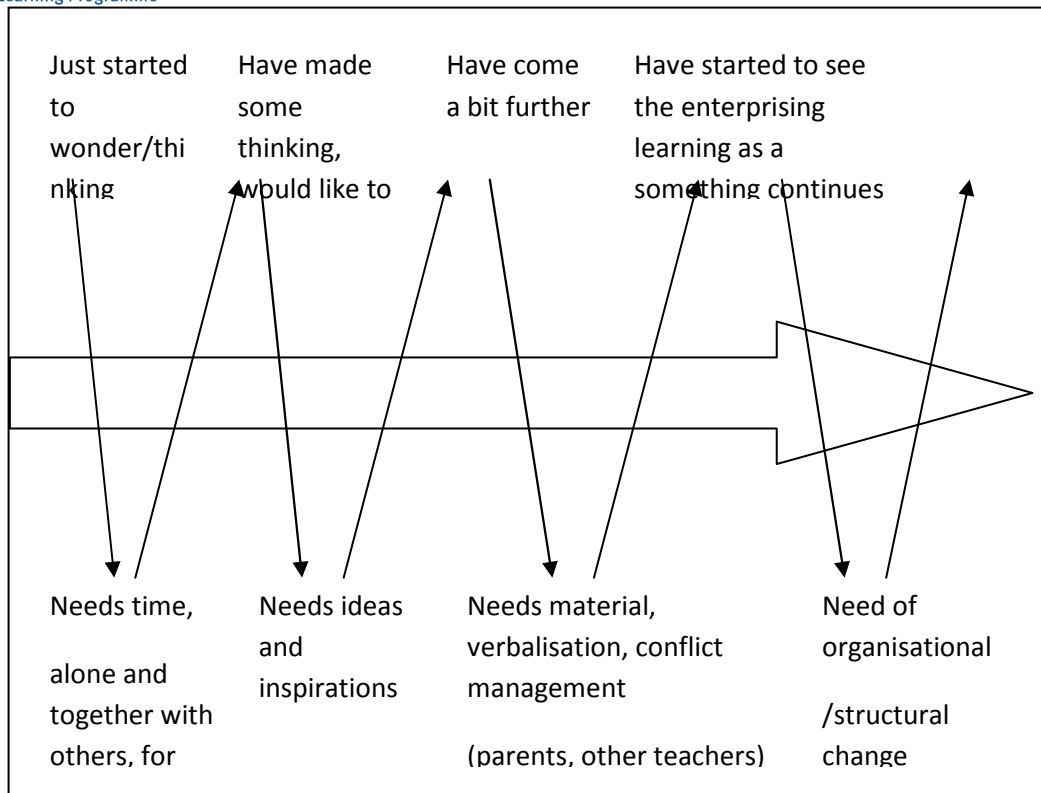 Learning Programme
Just started
to
wonder/thi
nking
Have made
some
thinking,
would like to
Have come
a bit further
Have started to see
the enterprising
learning as a
something continues
Needs time,
alone and
together with
others, for
Needs ideas
and
inspirations
Needs material,
verbalisation, conflict
management
(parents, other teachers)
Need of
organisational
/structural
change